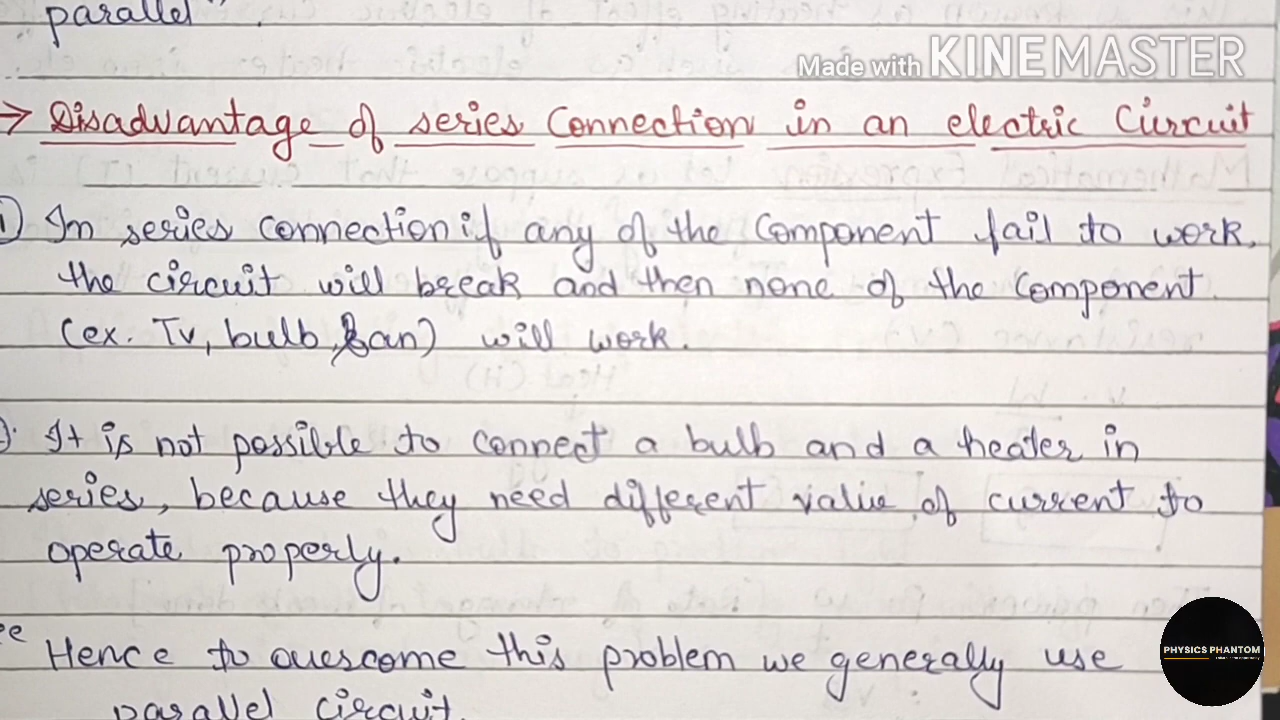 parallel".
Made with KINEMASTER
→ Disadvantage of series Connection in an electric Circuit
i) In series connection if any of the Component fail to work,
the circuit will break and then none of the Component
(ex. Tv, bulb, fan) will work.
It is not possible to connect a bulb and a heater in
series, because they need different value of current to
operate properly.
Hence to overcome this problem we generally use
parallel circuit.
PHYSICS PHANTOM